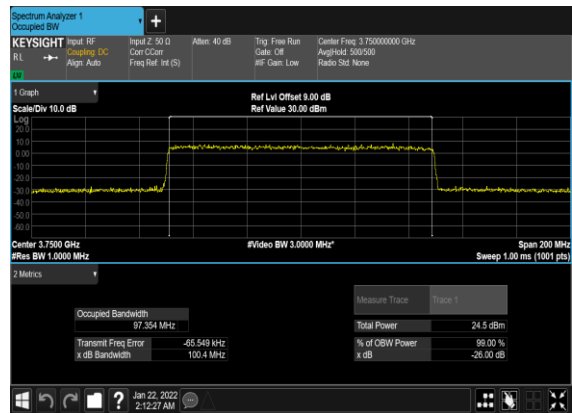 Spectrum Analyzer 1
Occupied BW
KEYSIGHT
R L
LW
Input: RF
Coupling: DC
Align: Auto
Input Z: 50 Ω
Corr CCorr
Freq Ref: Int (S)
Atten: 40 dB
Trig: Free Run
Gate: Off
#IF Gain: Low
Center Freq: 3.750000000 GHz
Avg|Hold: 500/500
Radio Std: None
1 Graph
Scale/Div 10.0 dB
Ref Lvl Offset 9.00 dB
Ref Value 30.00 dBm
Log
20.0
10.0
0.00
-10.0
-20.0
-30.0
-40.0
-50.0
-60.0
Center 3.7500 GHz
#Res BW 1.0000 MHz
#Video BW 3.0000 MHz*
Span 200 MHz
Sweep 1.00 ms (1001 pts)
2 Metrics
Measure Trace Trace 1
Occupied Bandwidth
97.354 MHz
Total Power 24.5 dBm
Transmit Freq Error -65.549 kHz
% of OBW Power 99.00 %
x dB Bandwidth 100.4 MHz
x dB -26.00 dB
?
Jan 22, 2022
2:12:27 AM